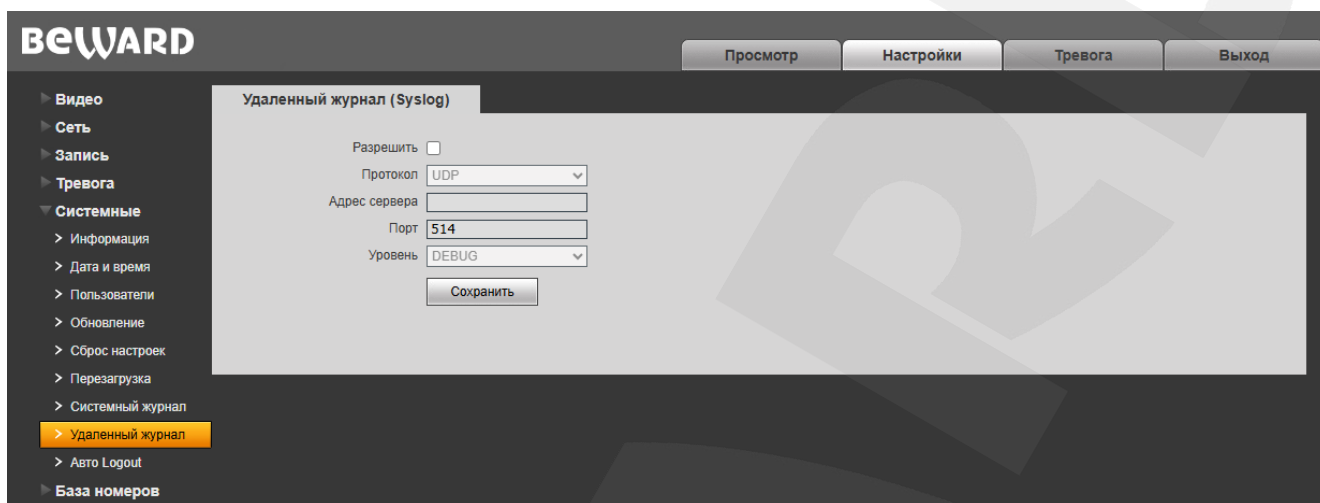 BEWARD
Просмотр Настройки Тревога Выход
Видео
Сеть
Запись
Тревога
Системные
Информация
Дата и время
Пользователи
Обновление
Сброс настроек
Перезагрузка
Системный журнал
Удаленный журнал
Авто Logout
База номеров
Удаленный журнал (Syslog)
Разрешить
Протокол UDP
Адрес сервера
Порт 514
Уровень DEBUG
Сохранить